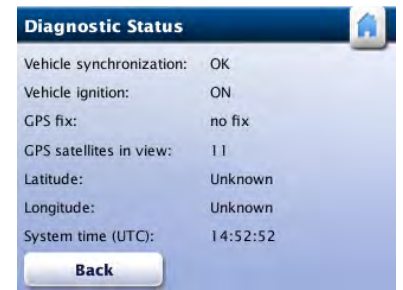 Diagnostic Status
Vehicle synchronization: OK
Vehicle ignition: ON
GPS fix: no fix
GPS satellites in view: 11
Latitude: Unknown
Longitude: Unknown
System time (UTC): 14:52:52
Back